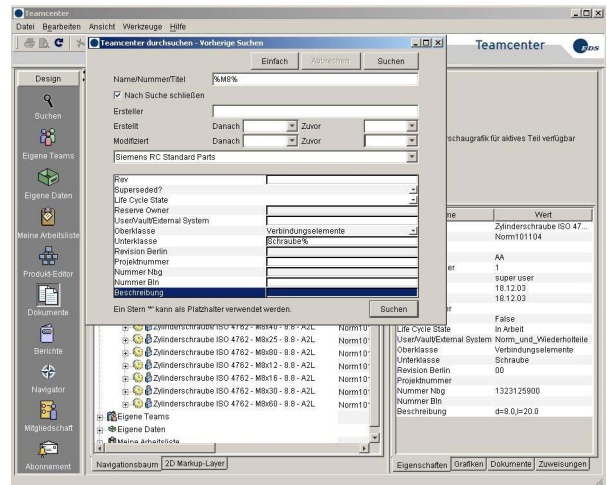 Teamcenter
Datei Bearbeiten Ansicht Werkzeuge Hilfe
Teamcenter durchsuchen - Vorherige Suchen
Teamcenter
EDS
Einfach Abbrechen Suchen
Name/Nummer/Titel %M8%
Nach Suche schließen
Ersteller
Erstellt Danach Zuvor
Modifiziert Danach Zuvor
Siemens RC Standard Parts
Rev
Superseded?
Life Cycle State
Reserve Owner
User/Vault/External System
Oberklasse Verbindungselemente
Unterklasse Schraube%
Revision Berlin
Projektnummer
Nummer Nbg
Nummer Bln
Beschreibung
Ein Stern '*' kann als Platzhalter verwendet werden. Suchen
Design
Suchen
Eigene Teams
Eigene Daten
Meine Arbeitsliste
Produkt-Editor
Dokumente
Berichte
Navigator
Mitgliedschaft
Abonnement
Zylinderschraube ISO 4762 - M8x40 - 8.8 - A2L Norm10
Zylinderschraube ISO 4762 - M8x25 - 8.8 - A2L Norm10
Zylinderschraube ISO 4762 - M8x80 - 8.8 - A2L Norm10
Zylinderschraube ISO 4762 - M8x12 - 8.8 - A2L Norm10
Zylinderschraube ISO 4762 - M8x16 - 8.8 - A2L Norm10
Zylinderschraube ISO 4762 - M8x30 - 8.8 - A2L Norm10
Zylinderschraube ISO 4762 - M8x60 - 8.8 - A2L Norm10
Eigene Teams
Eigene Daten
Meine Arbeitsliste
Navigationsbaum 2D Markup-Layer
rschaugrafik für aktives Teil verfügbar
me Wert
Zylinderschraube ISO 47...
Norm101104
AA
er 1
super user
18.12.03
18.12.03
r
False
Life Cycle State In Arbeit
User/Vault/External System Norm_und_Wiederholteile
Oberklasse Verbindungselemente
Unterklasse Schraube
Revision Berlin 00
Projektnummer
Nummer Nbg 1323125900
Nummer Bln
Beschreibung d=8.0,l=20.0
Eigenschaften Grafiken Dokumente Zuweisungen